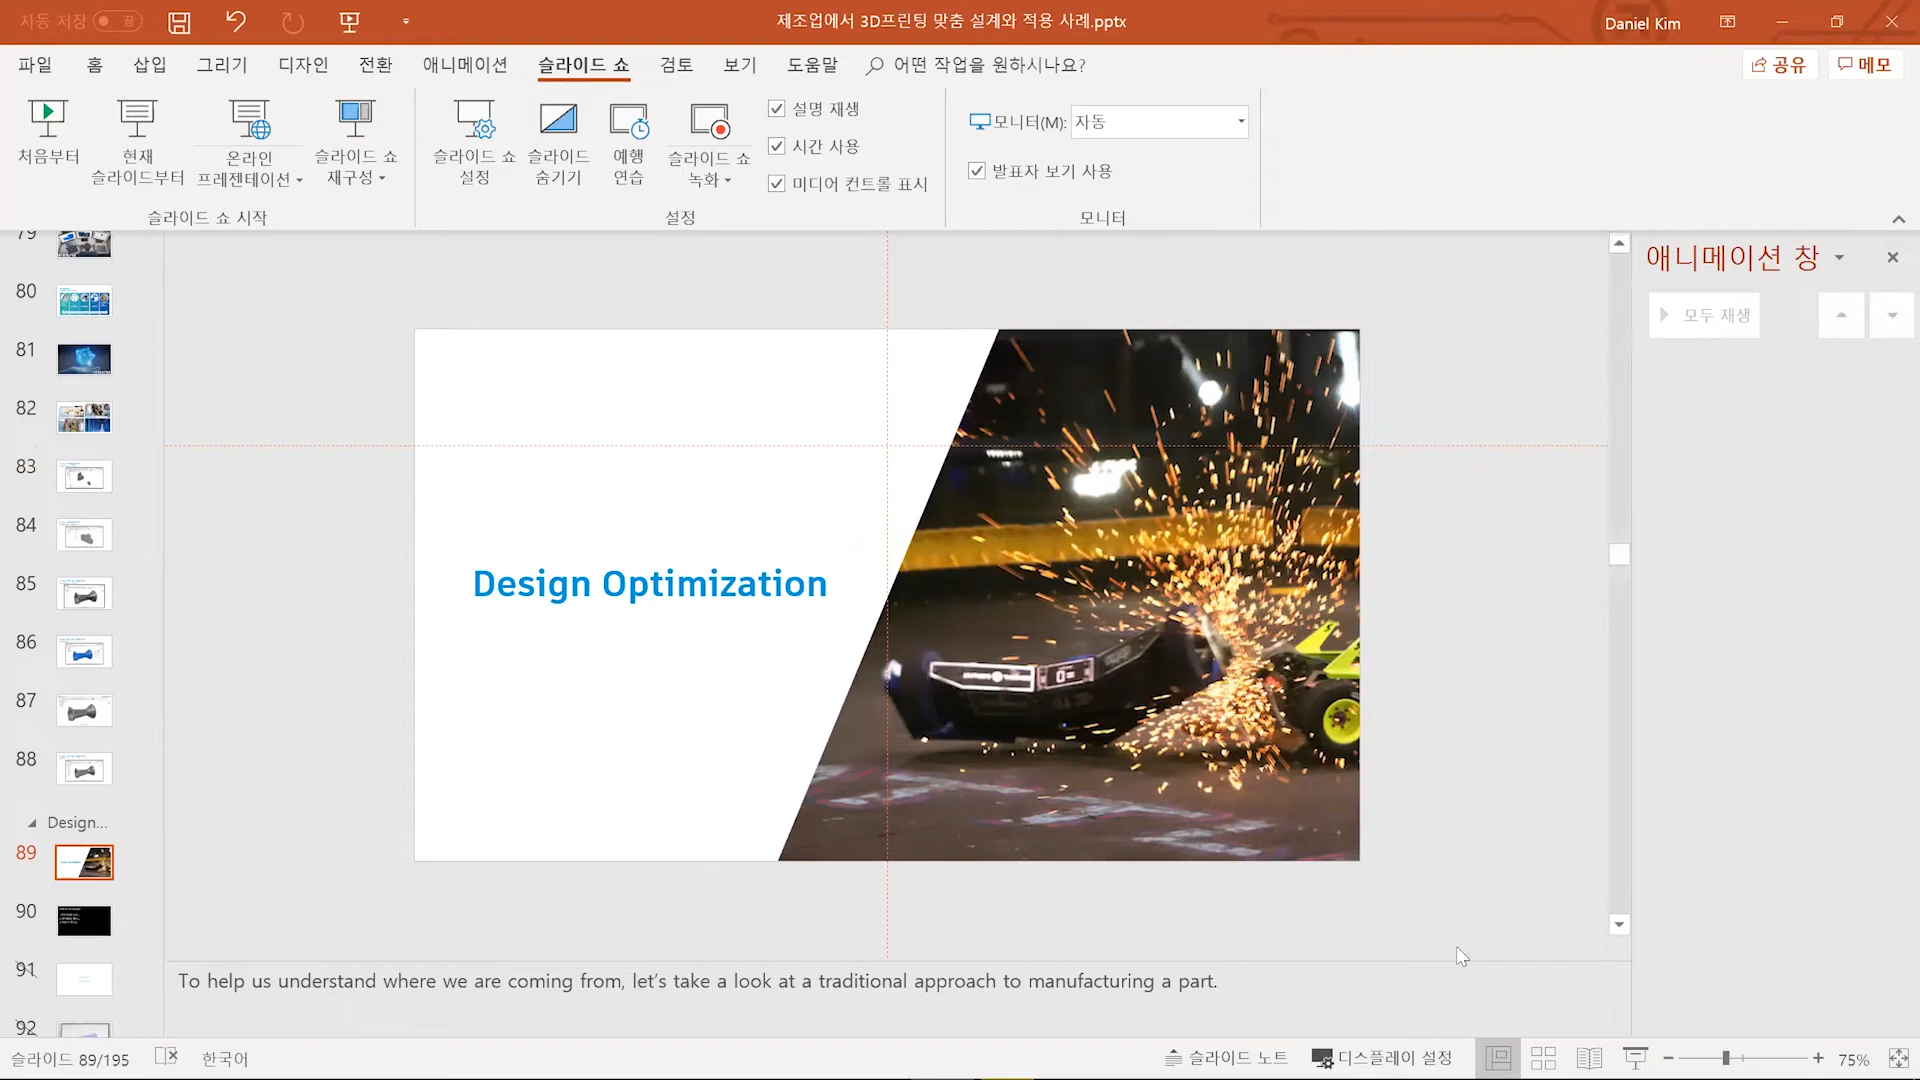 자동 저장 끔
제조업에서 3D프린팅 맞춤 설계와 적용 사례.pptx
Daniel Kim
파일 홈 삽입 그리기 디자인 전환 애니메이션 슬라이드 쇼 검토 보기 도움말 어떤 작업을 원하시나요?
공유 메모
처음부터
현재
슬라이드부터
온라인
프레젠테이션
슬라이드 쇼
재구성
슬라이드 쇼 시작
슬라이드 쇼
설정
슬라이드
숨기기
예행
연습
슬라이드 쇼
녹화
설명 재생
시간 사용
미디어 컨트롤 표시
설정
모니터(M): 자동
발표자 보기 사용
모니터
79
80
81
82
83
84
85
86
87
88
Design...
89
90
91
92
Design Optimization
애니메이션 창
모두 재생
To help us understand where we are coming from, let's take a look at a traditional approach to manufacturing a part.
슬라이드 89/195
한국어
슬라이드 노트
디스플레이 설정
75%